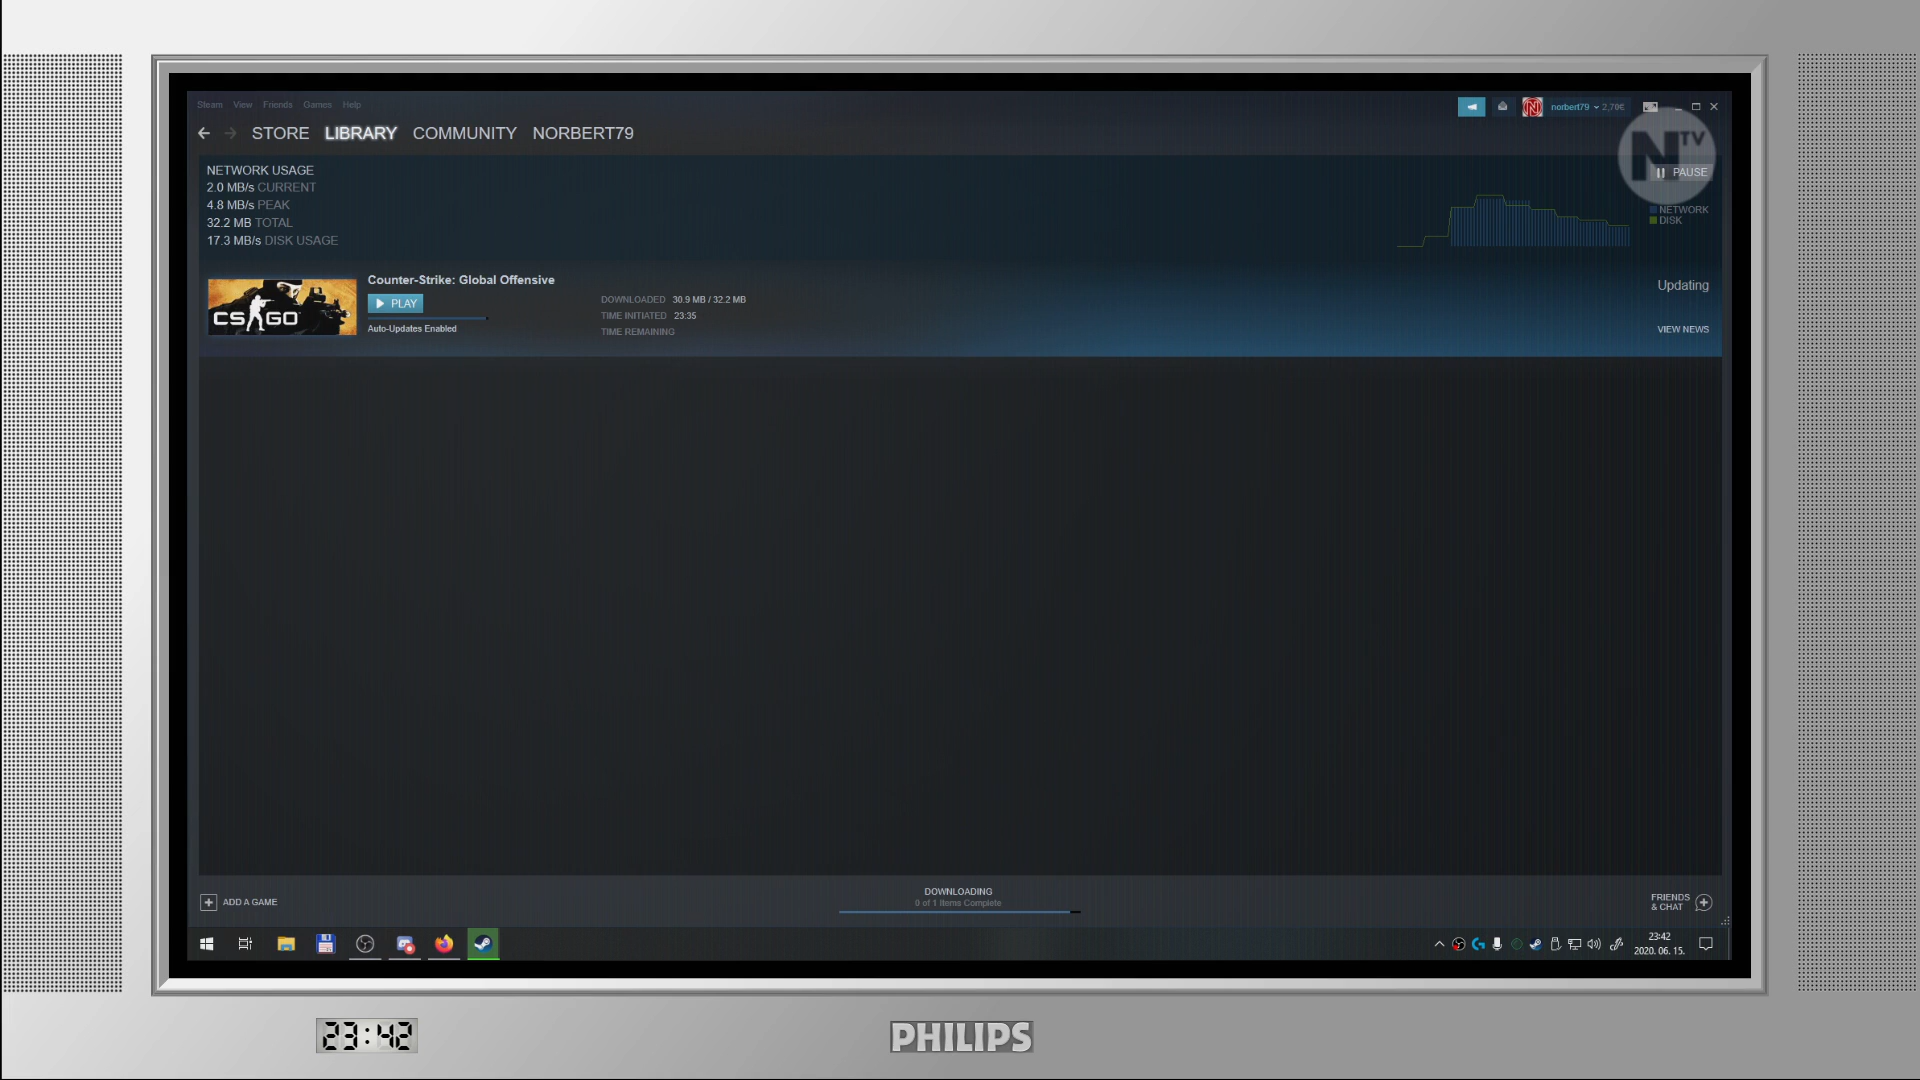 Steam View Friends Games Help
norbert79 2,70€
STORE LIBRARY COMMUNITY NORBERT79
N TV
NETWORK USAGE
2.0 MB/s CURRENT
4.8 MB/s PEAK
32.2 MB TOTAL
17.3 MB/s DISK USAGE
PAUSE
NETWORK
DISK
CS GO
Counter-Strike: Global Offensive
PLAY
Auto-Updates Enabled
DOWNLOADED 30.9 MB / 32.2 MB
TIME INITIATED 23:35
TIME REMAINING
Updating
VIEW NEWS
ADD A GAME
DOWNLOADING
0 of 1 Items Complete
FRIENDS
& CHAT
23:42
2020. 06. 15.
23:42
PHILIPS